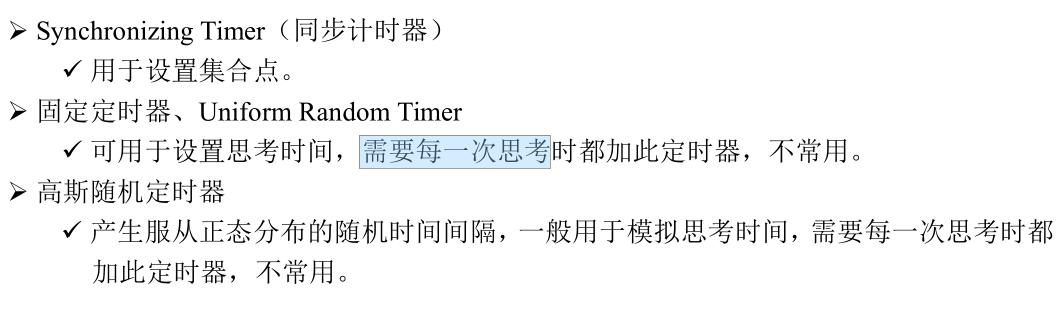 ➢ Synchronizing Timer（同步计时器）
✓ 用于设置集合点。
➢ 固定定时器、Uniform Random Timer
✓ 可用于设置思考时间，需要每一次思考时都加此定时器，不常用。
➢ 高斯随机定时器
✓ 产生服从正态分布的随机时间间隔，一般用于模拟思考时间，需要每一次思考时都
加此定时器，不常用。